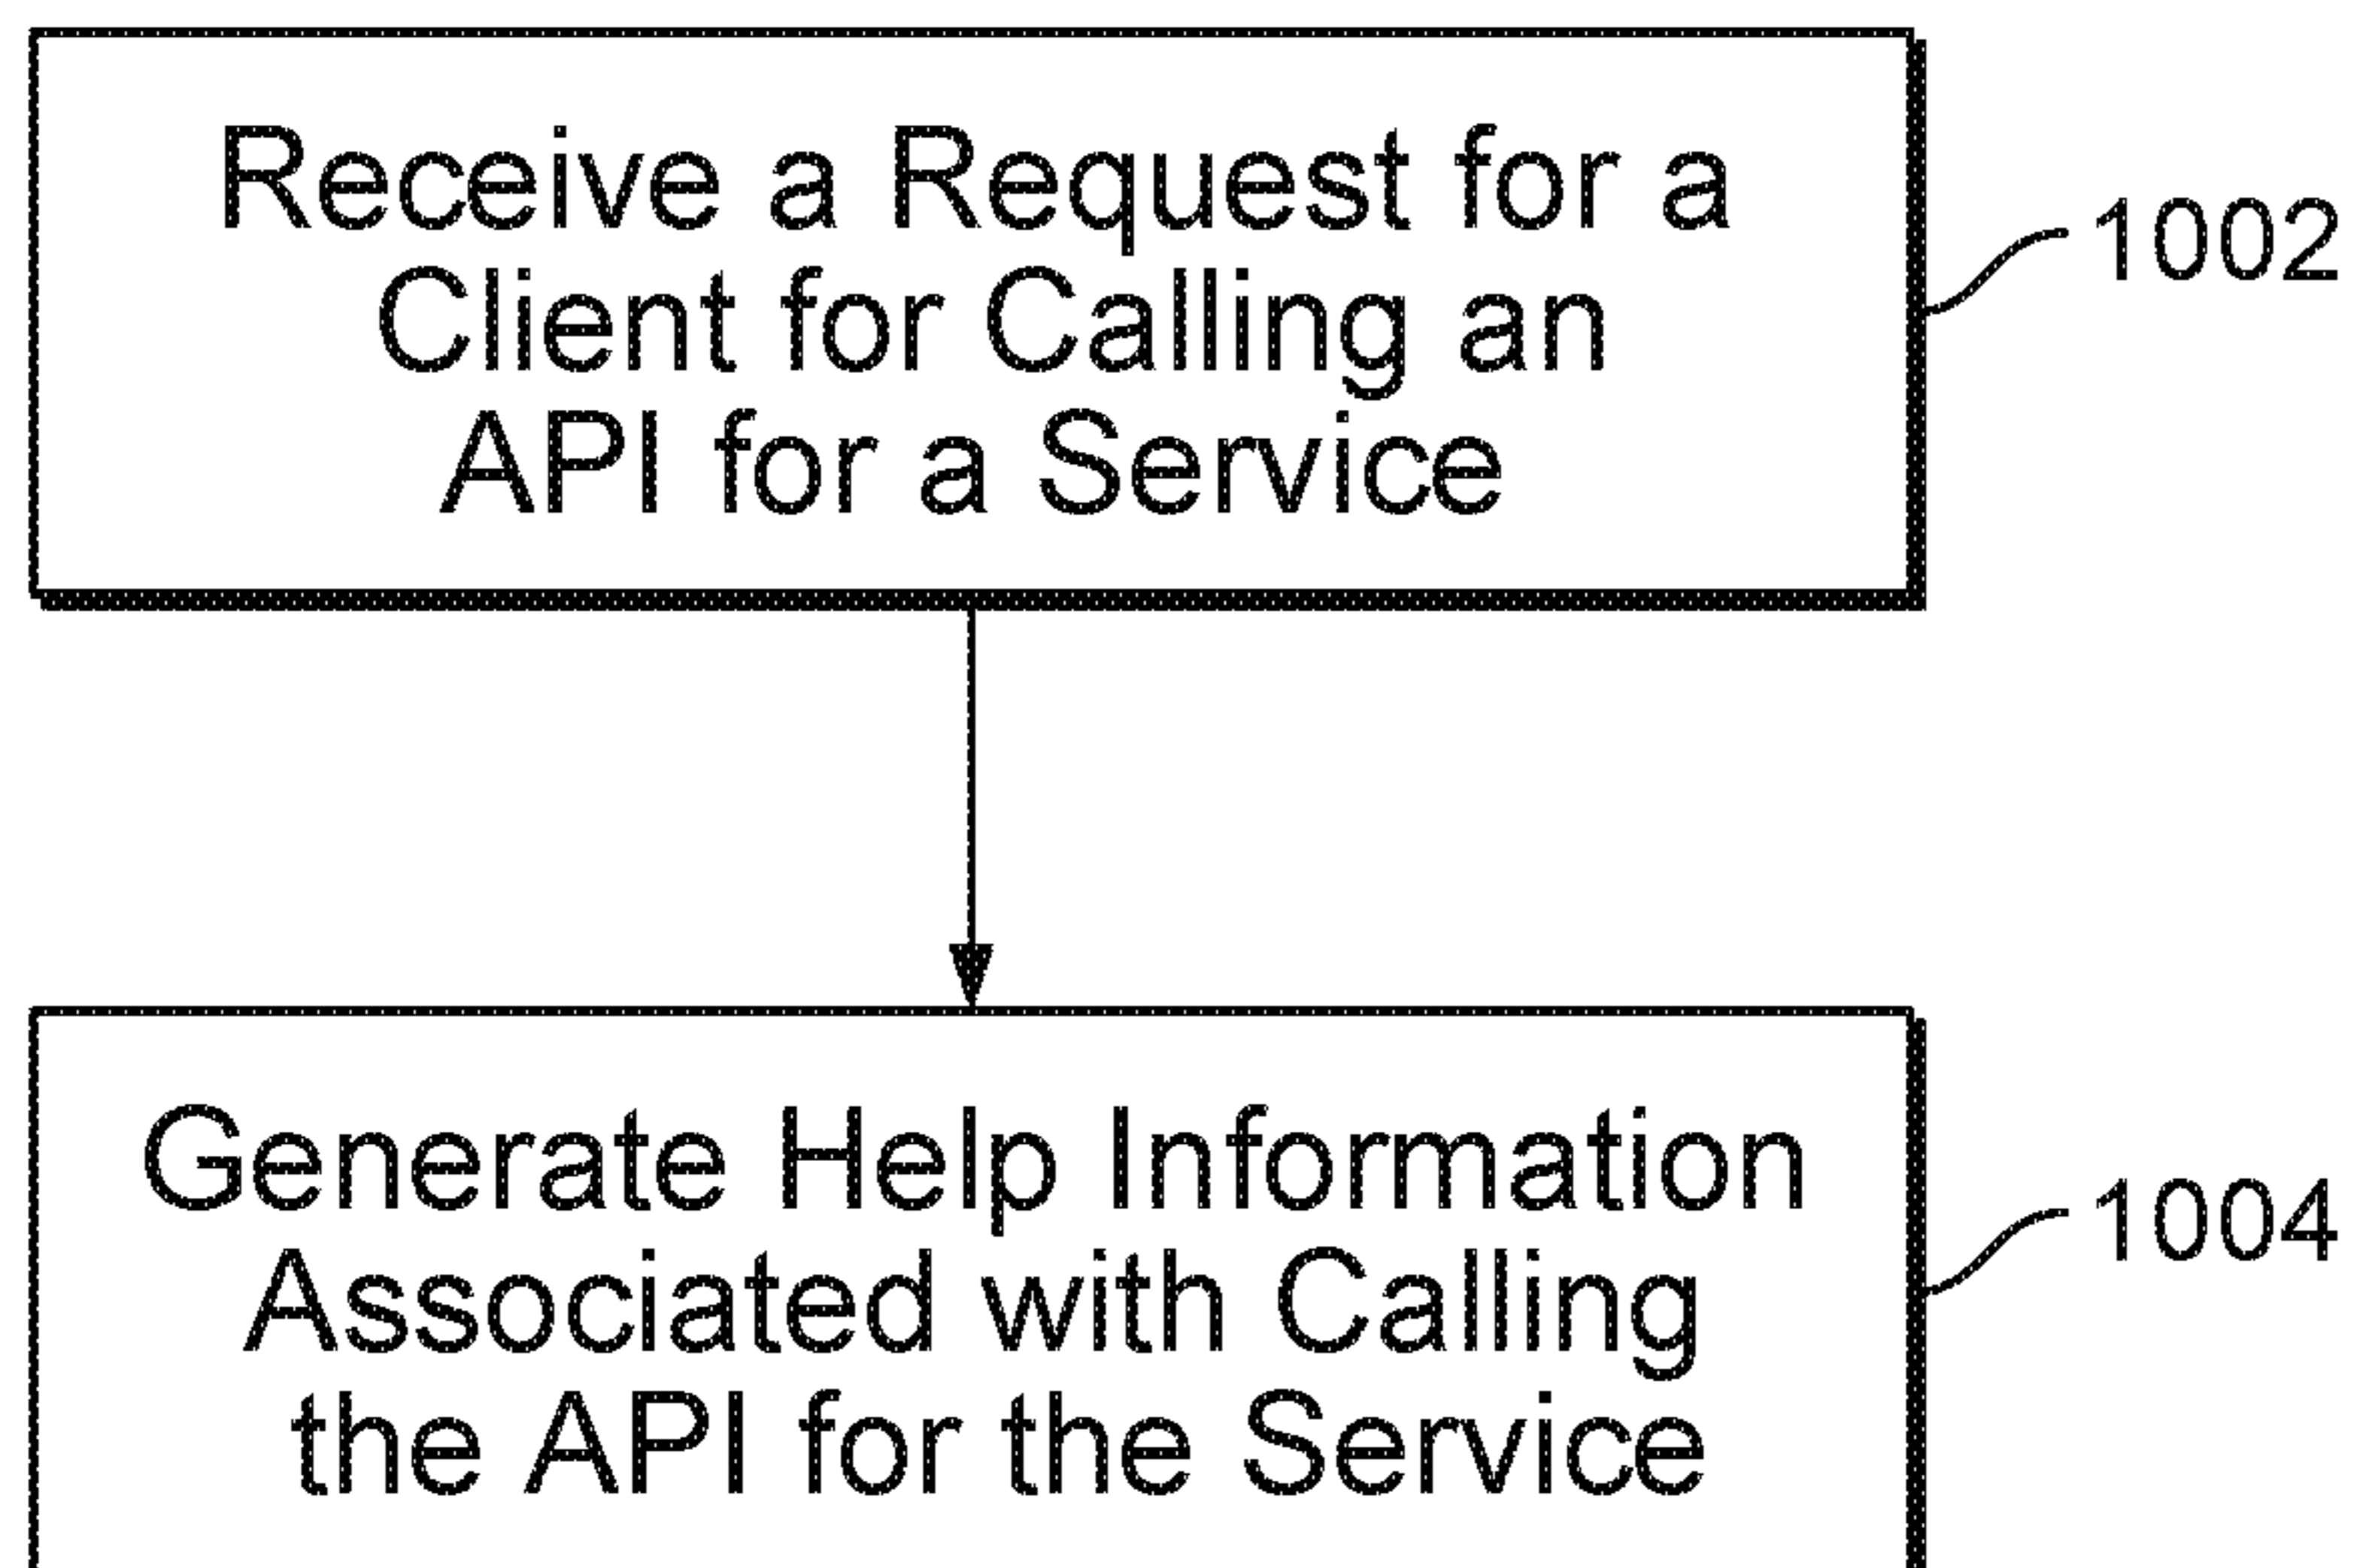 Receive a Request for a
Client for Calling an
API for a Service
1002
Generate Help Information
Associated with Calling
the API for the Service
1004